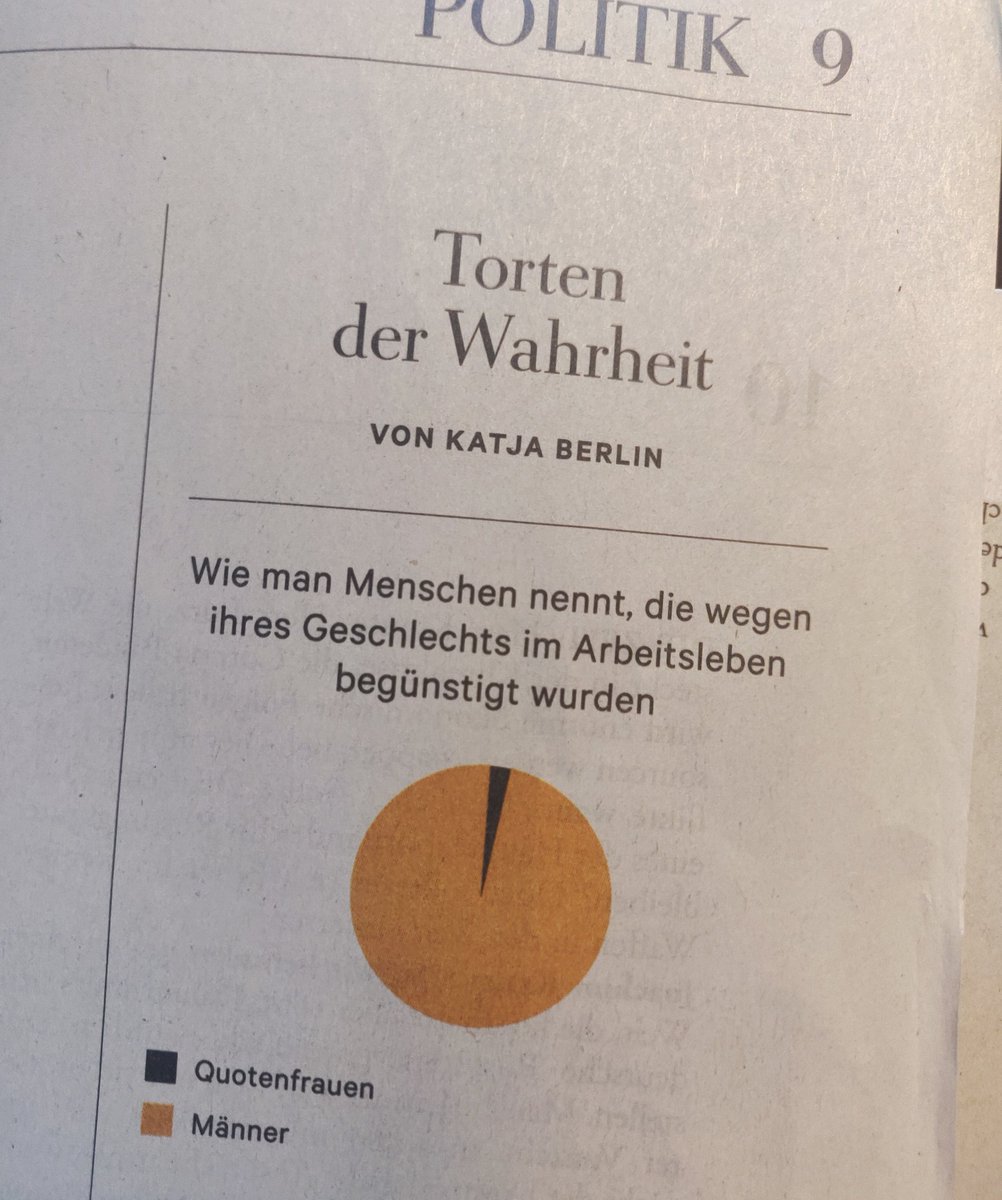 POLITIK 9
Torten
der Wahrheit
VON KATJA BERLIN
Wie man Menschen nennt, die wegen
ihres Geschlechts im Arbeitsleben
begünstigt wurden
Quotenfrauen
Männer